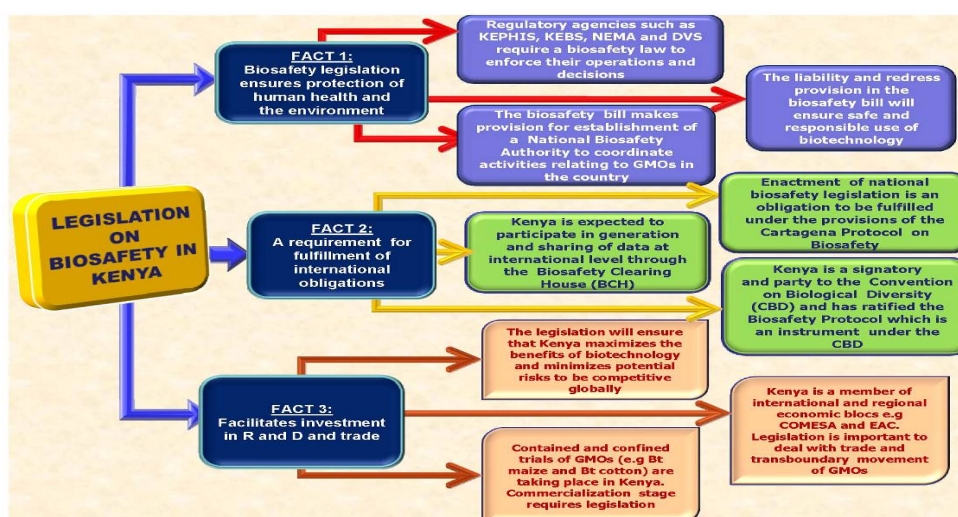 LEGISLATION
ON
BIOSAFETY IN
KENYA
FACT 1:
Biosafety legislation
ensures protection of
human health and
the environment
Regulatory agencies such as
KEPHIS, KEBS, NEMA and DVS
require a biosafety law to
enforce their operations and
decisions
The liability and redress
provision in the
biosafety bill will
ensure safe and
responsible use of
biotechnology
The biosafety bill makes
provision for establishment of
a National Biosafety
Authority to coordinate
activities relating to GMOs in
the country
FACT 2:
A requirement for
fulfillment of
international
obligations
Enactment of national
biosafety legislation is an
obligation to be fulfilled
under the provisions of the
Cartagena Protocol on
Biosafety
Kenya is expected to
participate in generation
and sharing of data at
international level through
the Biosafety Clearing
House (BCH)
Kenya is a signatory
and party to the Convention
on Biological Diversity
(CBD) and has ratified the
Biosafety Protocol which is
an instrument under the
CBD
FACT 3:
Facilitates investment
in R and D and trade
The legislation will ensure
that Kenya maximizes the
benefits of biotechnology
and minimizes potential
risks to be competitive
globally
Kenya is a member of
international and regional
economic blocs e.g
COMESA and EAC.
Legislation is important to
deal with trade and
transboundary movement
of GMOs
Contained and confined
trials of GMOs (e.g Bt
maize and Bt cotton) are
taking place in Kenya.
Commercialization stage
requires legislation